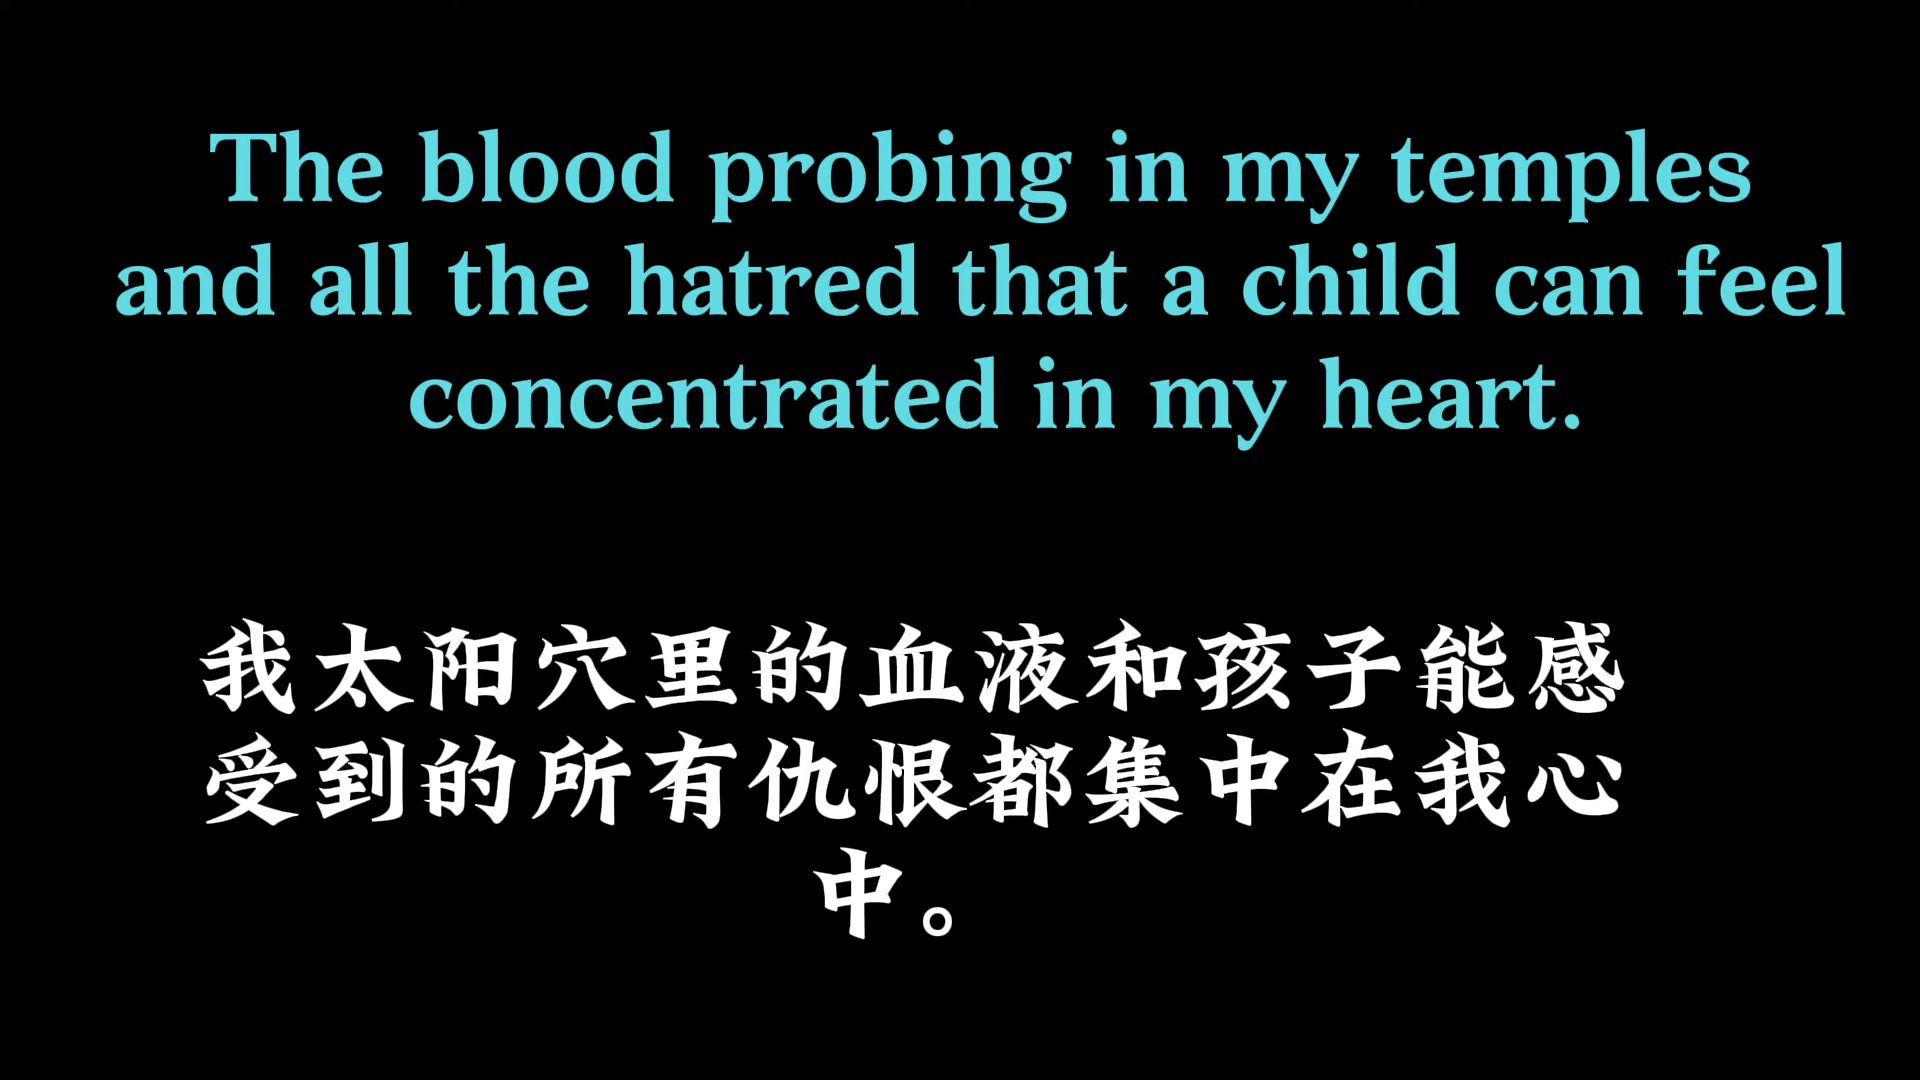 The blood probing in my temples
and all the hatred that a child can feel
concentrated in my heart.
我太阳穴里的血液和孩子能感
受到的所有仇恨都集中在我心
中。